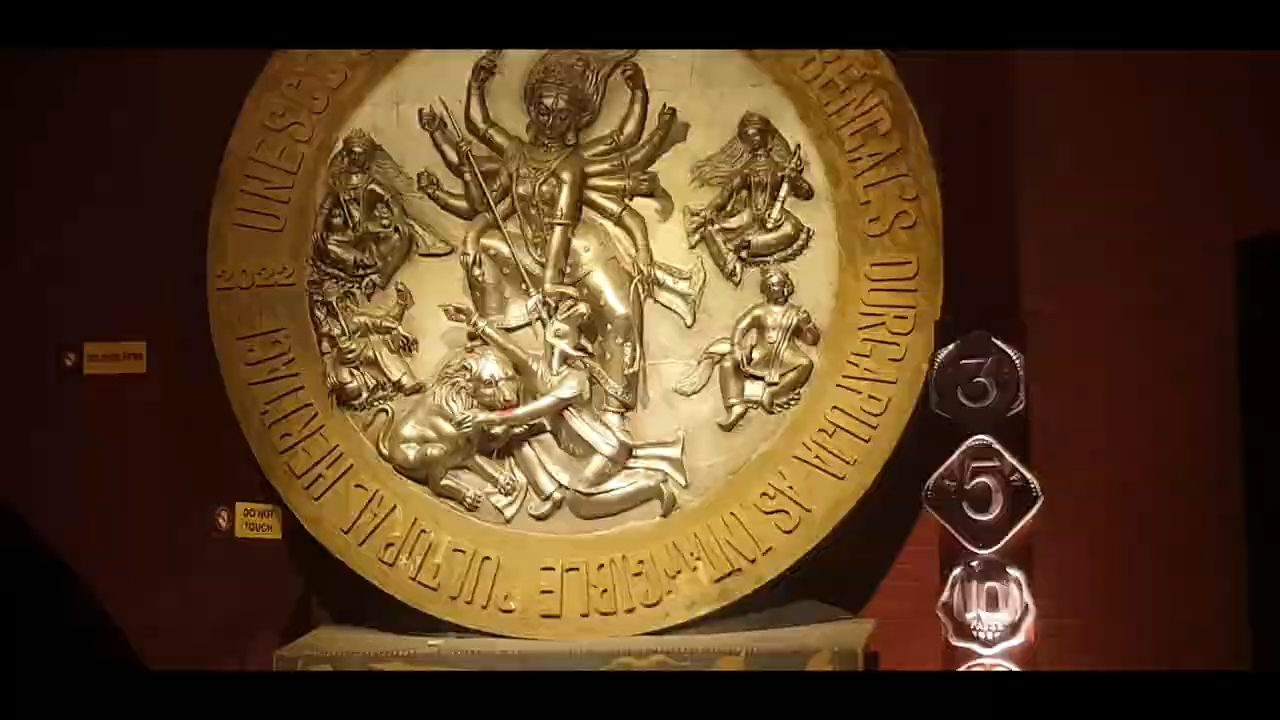 UNESCO
BENGAL'S DURGAPUJA AS INTANGIBLE CULTURAL HERITAGE 2022
DO NOT
TOUCH
3
5
10